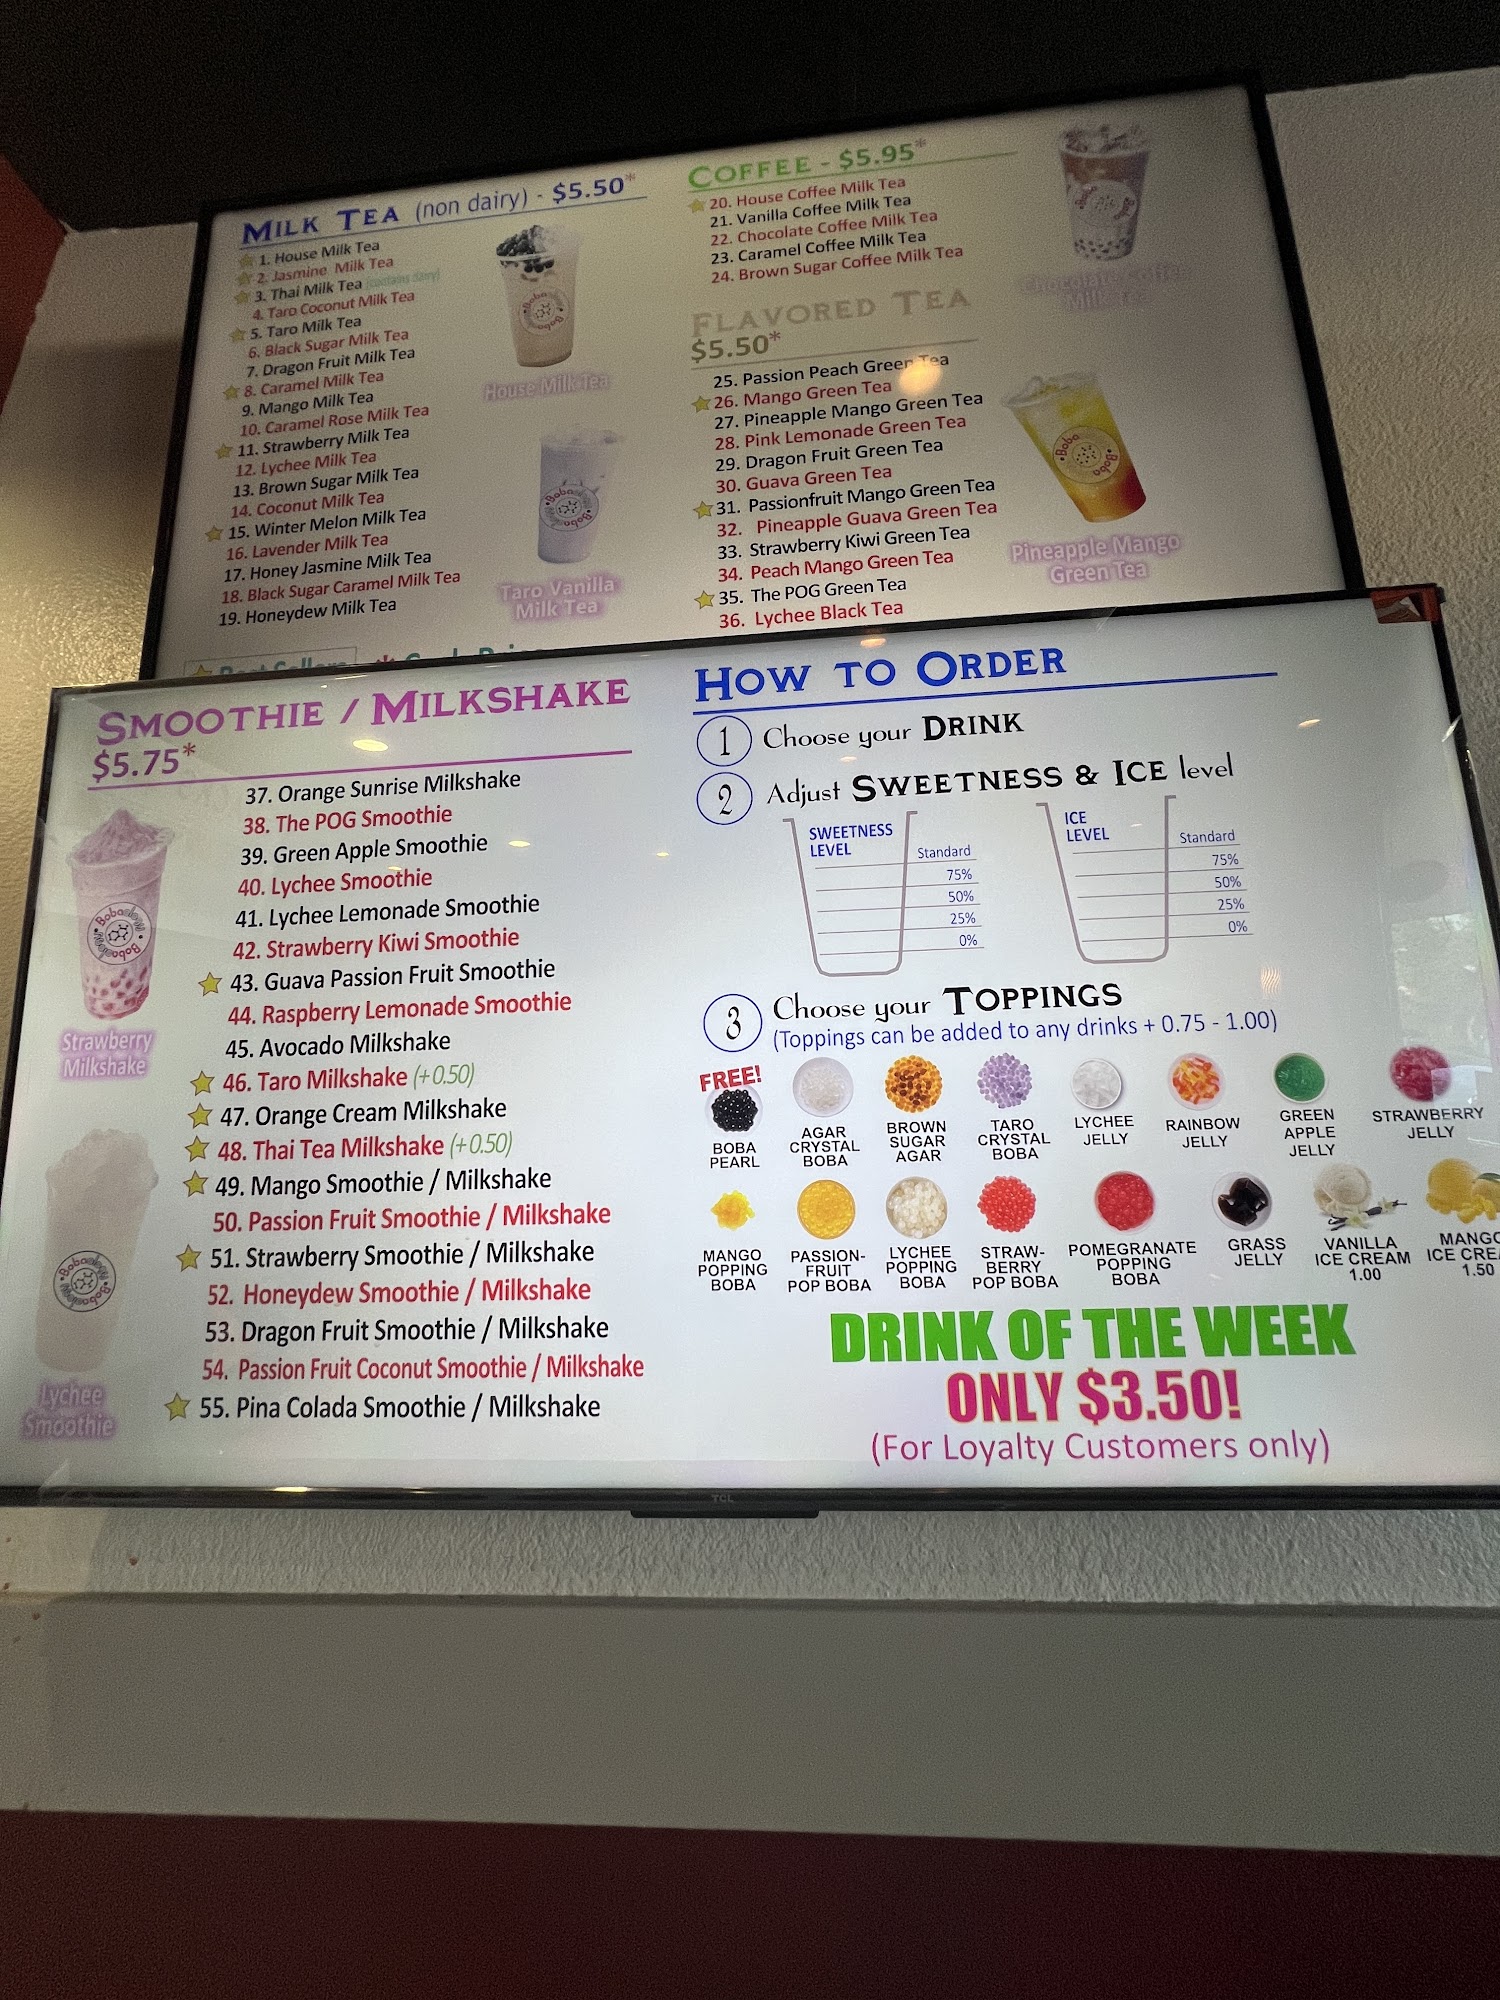 MILK TEA (non dairy) - $5.50*
1. House Milk Tea
2. Jasmine Milk Tea
3. Thai Milk Tea
4. Taro Coconut Milk Tea
5. Taro Milk Tea
6. Black Sugar Milk Tea
7. Dragon Fruit Milk Tea
8. Caramel Milk Tea
9. Mango Milk Tea
10. Caramel Rose Milk Tea
11. Strawberry Milk Tea
12. Lychee Milk Tea
13. Brown Sugar Milk Tea
14. Coconut Milk Tea
15. Winter Melon Milk Tea
16. Lavender Milk Tea
17. Honey Jasmine Milk Tea
18. Black Sugar Caramel Milk Tea
19. Honeydew Milk Tea
House Milk Tea
Taro Vanilla
Milk Tea
COFFEE - $5.95*
20. House Coffee Milk Tea
21. Vanilla Coffee Milk Tea
22. Chocolate Coffee Milk Tea
23. Caramel Coffee Milk Tea
24. Brown Sugar Coffee Milk Tea
Chocolate Coffee
Milk Tea
FLAVORED TEA
$5.50*
25. Passion Peach Green Tea
26. Mango Green Tea
27. Pineapple Mango Green Tea
28. Pink Lemonade Green Tea
29. Dragon Fruit Green Tea
30. Guava Green Tea
31. Passionfruit Mango Green Tea
32. Pineapple Guava Green Tea
33. Strawberry Kiwi Green Tea
34. Peach Mango Green Tea
35. The POG Green Tea
36. Lychee Black Tea
Pineapple Mango
Green Tea
SMOOTHIE / MILKSHAKE
$5.75*
37. Orange Sunrise Milkshake
38. The POG Smoothie
39. Green Apple Smoothie
40. Lychee Smoothie
41. Lychee Lemonade Smoothie
42. Strawberry Kiwi Smoothie
43. Guava Passion Fruit Smoothie
44. Raspberry Lemonade Smoothie
45. Avocado Milkshake
46. Taro Milkshake (+0.50)
47. Orange Cream Milkshake
48. Thai Tea Milkshake (+0.50)
49. Mango Smoothie / Milkshake
50. Passion Fruit Smoothie / Milkshake
51. Strawberry Smoothie / Milkshake
52. Honeydew Smoothie / Milkshake
53. Dragon Fruit Smoothie / Milkshake
54. Passion Fruit Coconut Smoothie / Milkshake
55. Pina Colada Smoothie / Milkshake
Strawberry
Milkshake
Lychee
Smoothie
HOW TO ORDER
1 Choose your DRINK
2 Adjust SWEETNESS & ICE level
SWEETNESS
LEVEL
Standard
75%
50%
25%
0%
ICE
LEVEL
Standard
75%
50%
25%
0%
3 Choose your TOPPINGS
(Toppings can be added to any drinks + 0.75 - 1.00)
FREE!
BOBA
PEARL
AGAR
CRYSTAL
BOBA
BROWN
SUGAR
AGAR
TARO
CRYSTAL
BOBA
LYCHEE
JELLY
RAINBOW
JELLY
GREEN
APPLE
JELLY
STRAWBERRY
JELLY
MANGO
POPPING
BOBA
PASSION-
FRUIT
POP BOBA
LYCHEE
POPPING
BOBA
STRAW-
BERRY
POP BOBA
POMEGRANATE
POPPING
BOBA
GRASS
JELLY
VANILLA
ICE CREAM
1.00
MANGO
ICE CREA
1.50
DRINK OF THE WEEK
ONLY $3.50!
(For Loyalty Customers only)
TCL